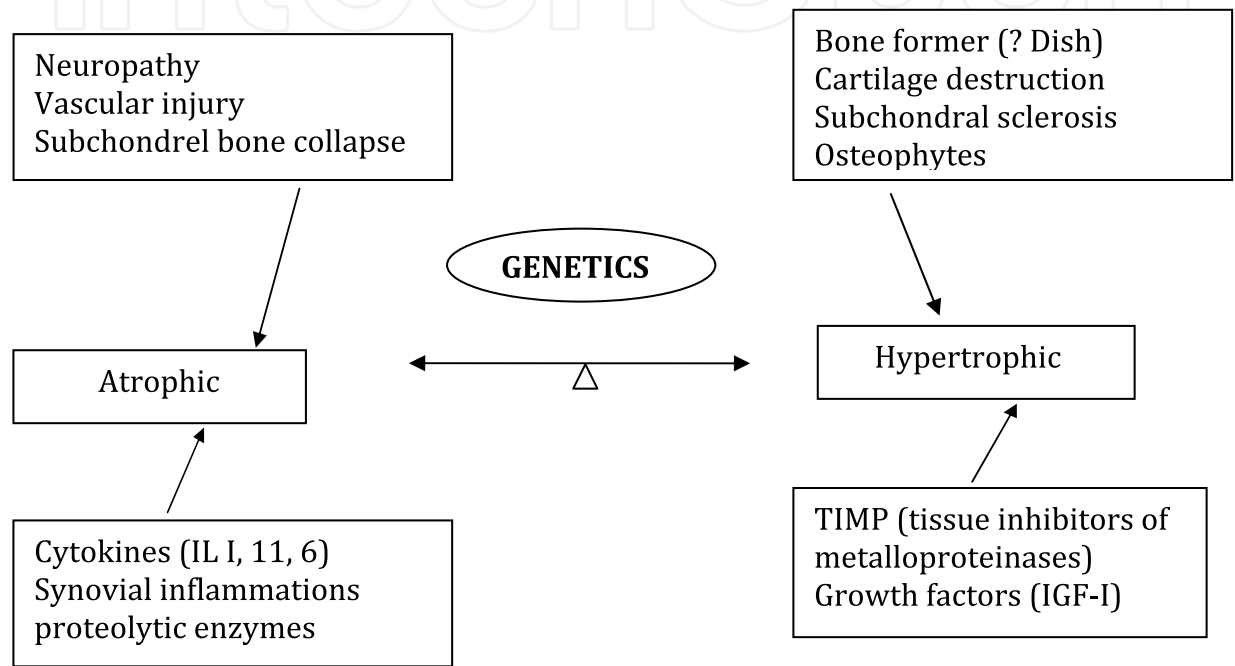 Neuropathy
Vascular injury
Subchondrel bone collapse
Bone former (? Dish)
Cartilage destruction
Subchondral sclerosis
Osteophytes
GENETICS
Atrophic
Hypertrophic
Cytokines (IL I, 11, 6)
Synovial inflammations
proteolytic enzymes
TIMP (tissue inhibitors of
metalloproteinases)
Growth factors (IGF-I)